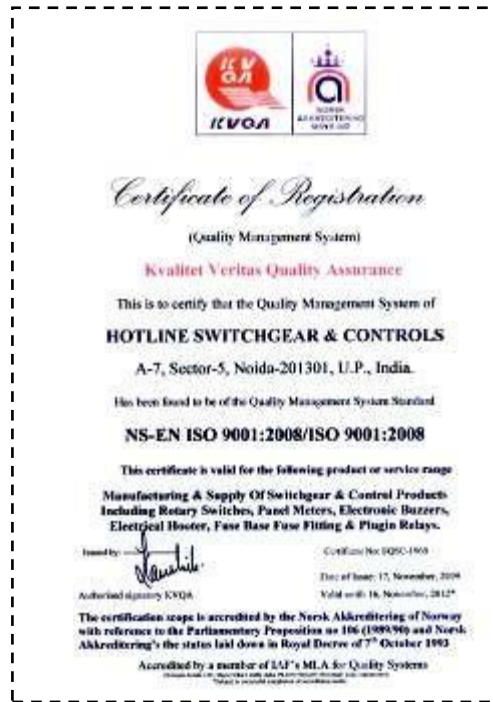 KVQA
NORSK
AKKREDITERING
Certificate of Registration
(Quality Management System)
Kvalitet Veritas Quality Assurance
This is to certify that the Quality Management System of
HOTLINE SWITCHGEAR & CONTROLS
A-7, Sector-5, Noida-201301, U.P., India.
Has been found to be of the Quality Management System Standard
NS-EN ISO 9001:2008/ISO 9001:2008
This certificate is valid for the following product or service range
Manufacturing & Supply Of Switchgear & Control Products
Including Rotary Switches, Panel Meters, Electronic Buzzers,
Electrical Hooter, Fuse Base Fuse Fitting & Plugin Relays.
Issued by:
Certificate No:
Date of Issue: 17, November, 2009
Authorised signatory KVQA
Valid until: 16, November, 2012*
The certification scope is accredited by the Norsk Akkreditering of Norway
with reference to the Parliamentary Proposition no 106 (1989/90) and Norsk
Akkreditering's the status laid down in Royal Decree of 7th October 1993
Accredited by a member of IAF's MLA for Quality Systems